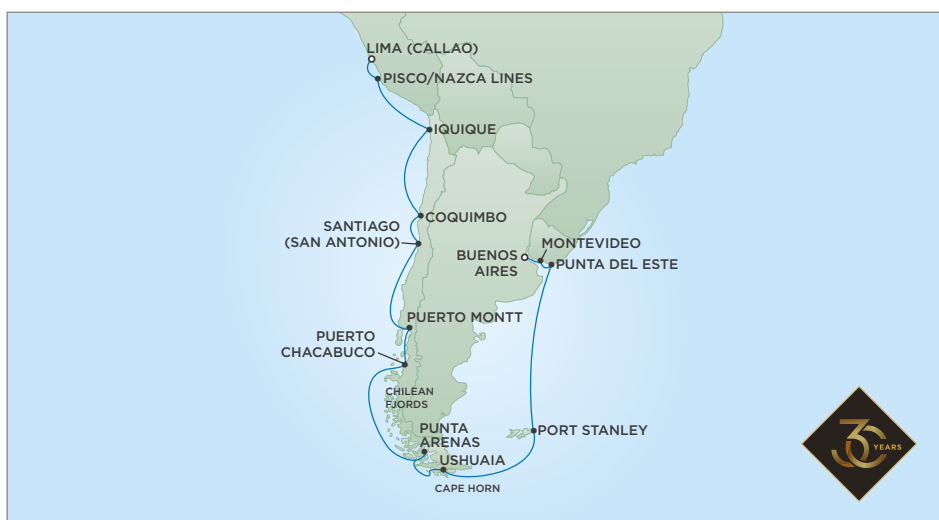 LIMA (CALLAO)
PISCO/NAZCA LINES
IQUIQUE
COQUIMBO
SANTIAGO
(SAN ANTONIO)
MONTEVIDEO
BUENOS
AIRES
PUNTA DEL ESTE
PUERTO MONTT
PUERTO
CHACABUCO
CHILEAN
FJORDS
PUNTA
ARENAS
PORT STANLEY
USHUAIA
CAPE HORN
30 YEARS